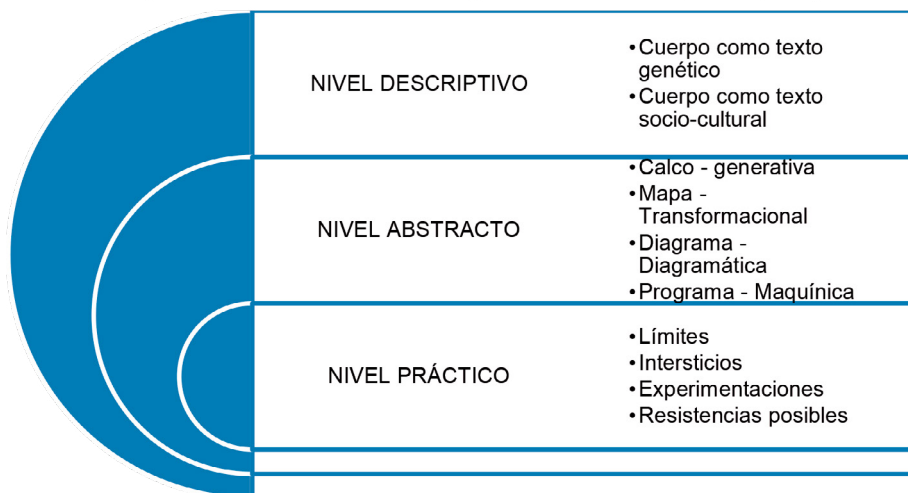 NIVEL DESCRIPTIVO
•Cuerpo como texto
genético
•Cuerpo como texto
socio-cultural
NIVEL ABSTRACTO
•Calco - generativa
•Mapa -
Transformacional
•Diagrama -
Diagramática
•Programa - Maquínica
NIVEL PRÁCTICO
•Límites
•Intersticios
•Experimentaciones
•Resistencias posibles